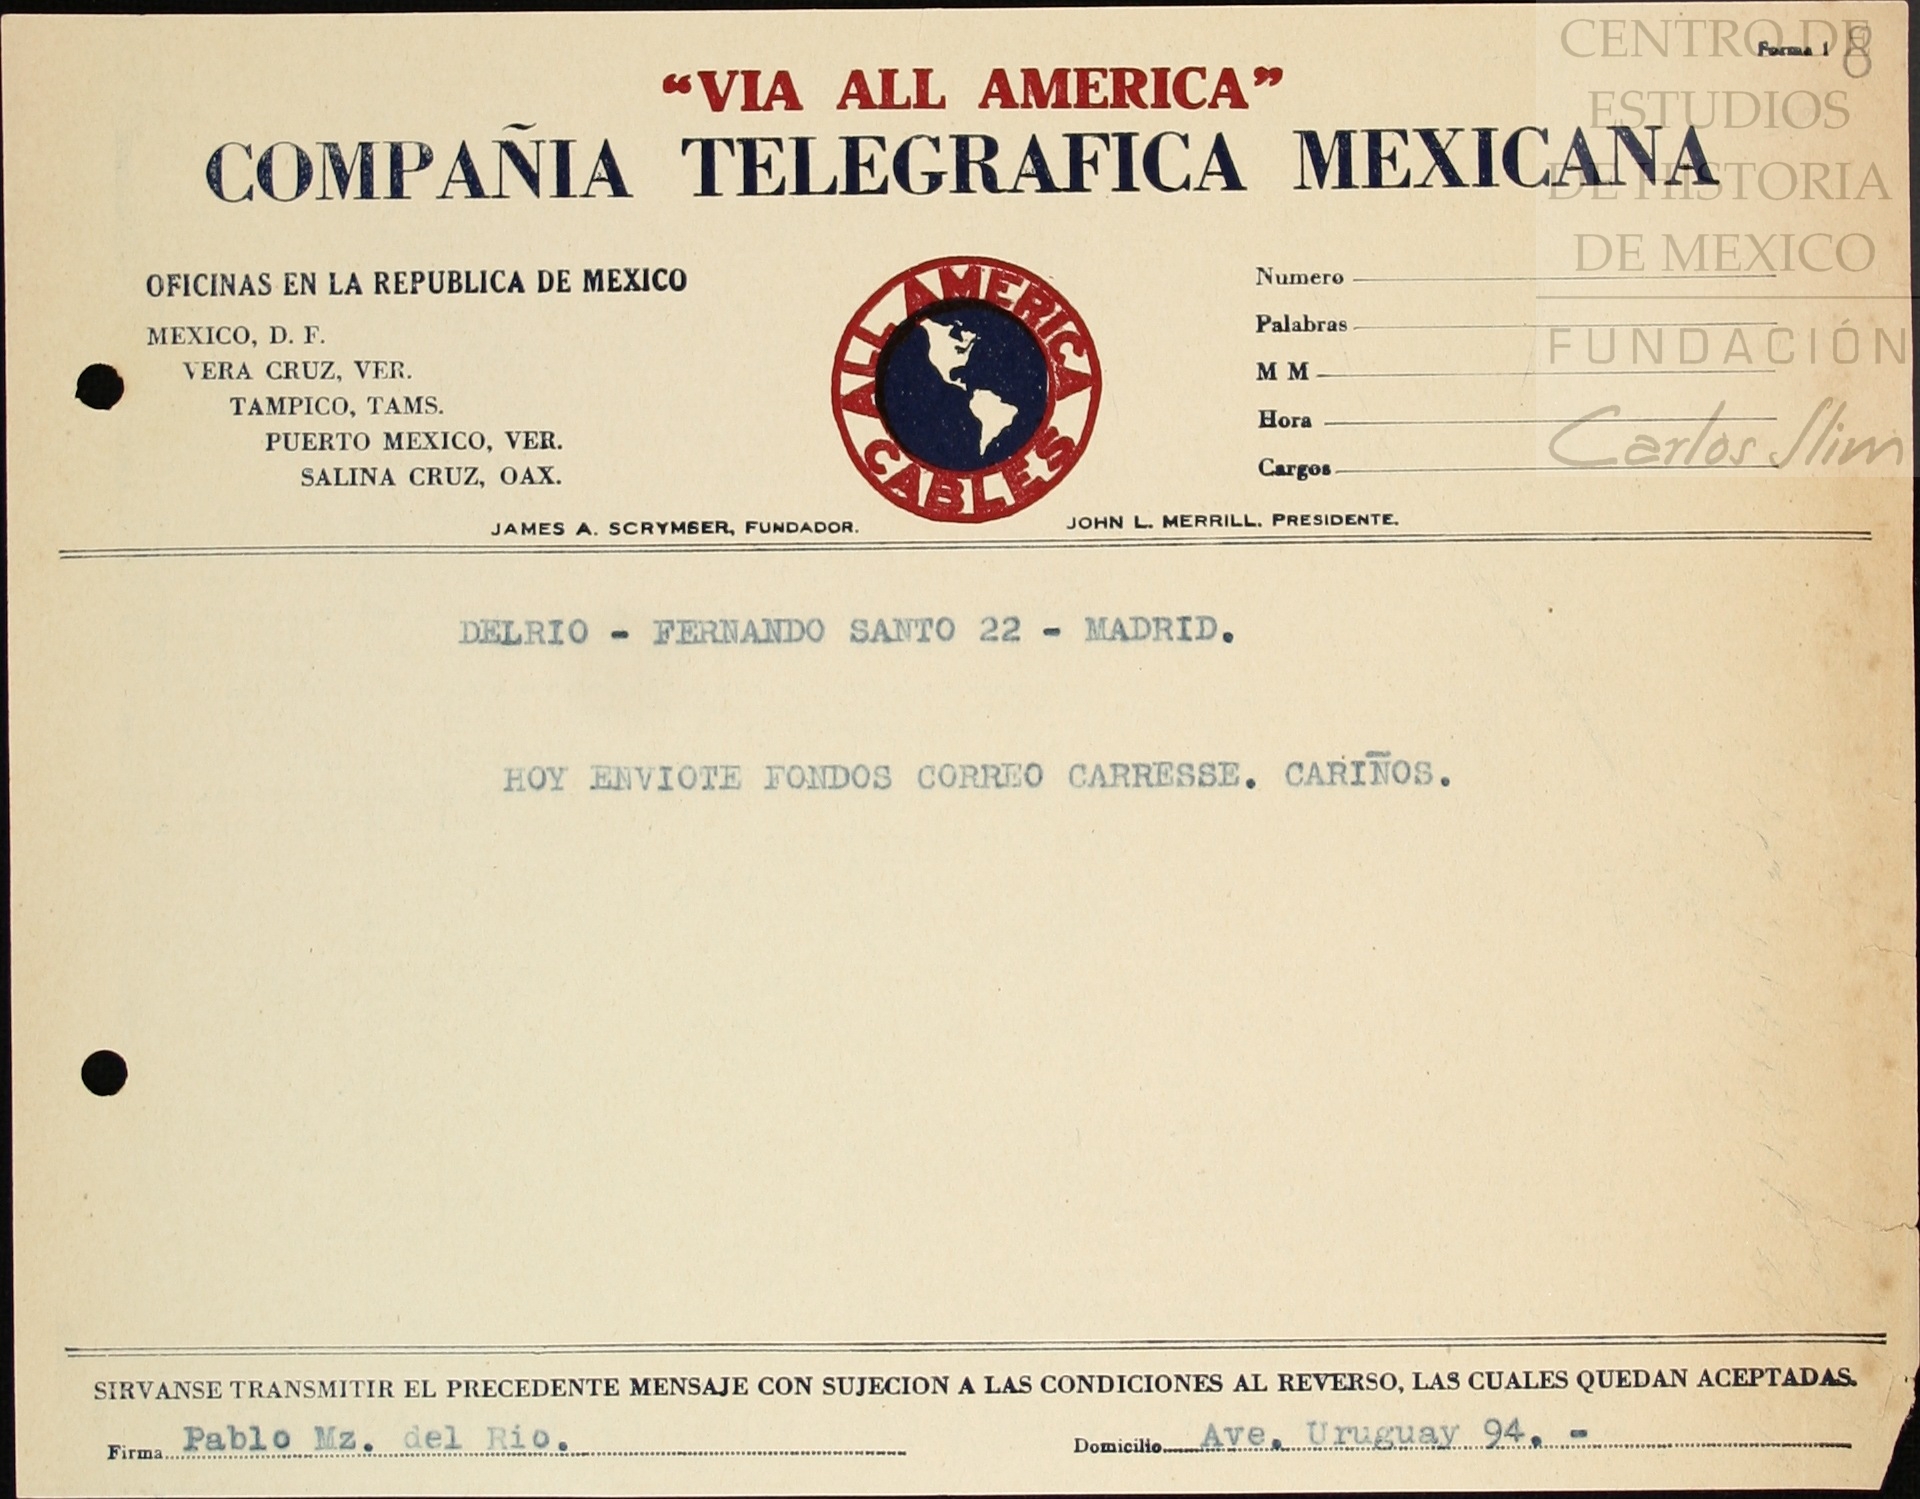 CENTRO DE
ESTUDIOS
DE HISTORIA
DE MEXICO
FUNDACIÓN
Carlos Slim
Forma 1
8
"VIA ALL AMERICA"
COMPAÑIA TELEGRAFICA MEXICANA
OFICINAS EN LA REPUBLICA DE MEXICO
MEXICO, D. F.
VERA CRUZ, VER.
TAMPICO, TAMS.
PUERTO MEXICO, VER.
SALINA CRUZ, OAX.
ALL AMERICA
CABLES
Numero
Palabras
M M
Hora
Cargos
JAMES A. SCRYMSER, FUNDADOR.
JOHN L. MERRILL, PRESIDENTE.
DELRIO - FERNANDO SANTO 22 - MADRID.
HOY ENVIOTE FONDOS CORREO CARRESSE. CARIÑOS.
SIRVANSE TRANSMITIR EL PRECEDENTE MENSAJE CON SUJECION A LAS CONDICIONES AL REVERSO, LAS CUALES QUEDAN ACEPTADAS.
Firma Pablo Mz. del Rio.
Domicilio Ave. Uruguay 94. -